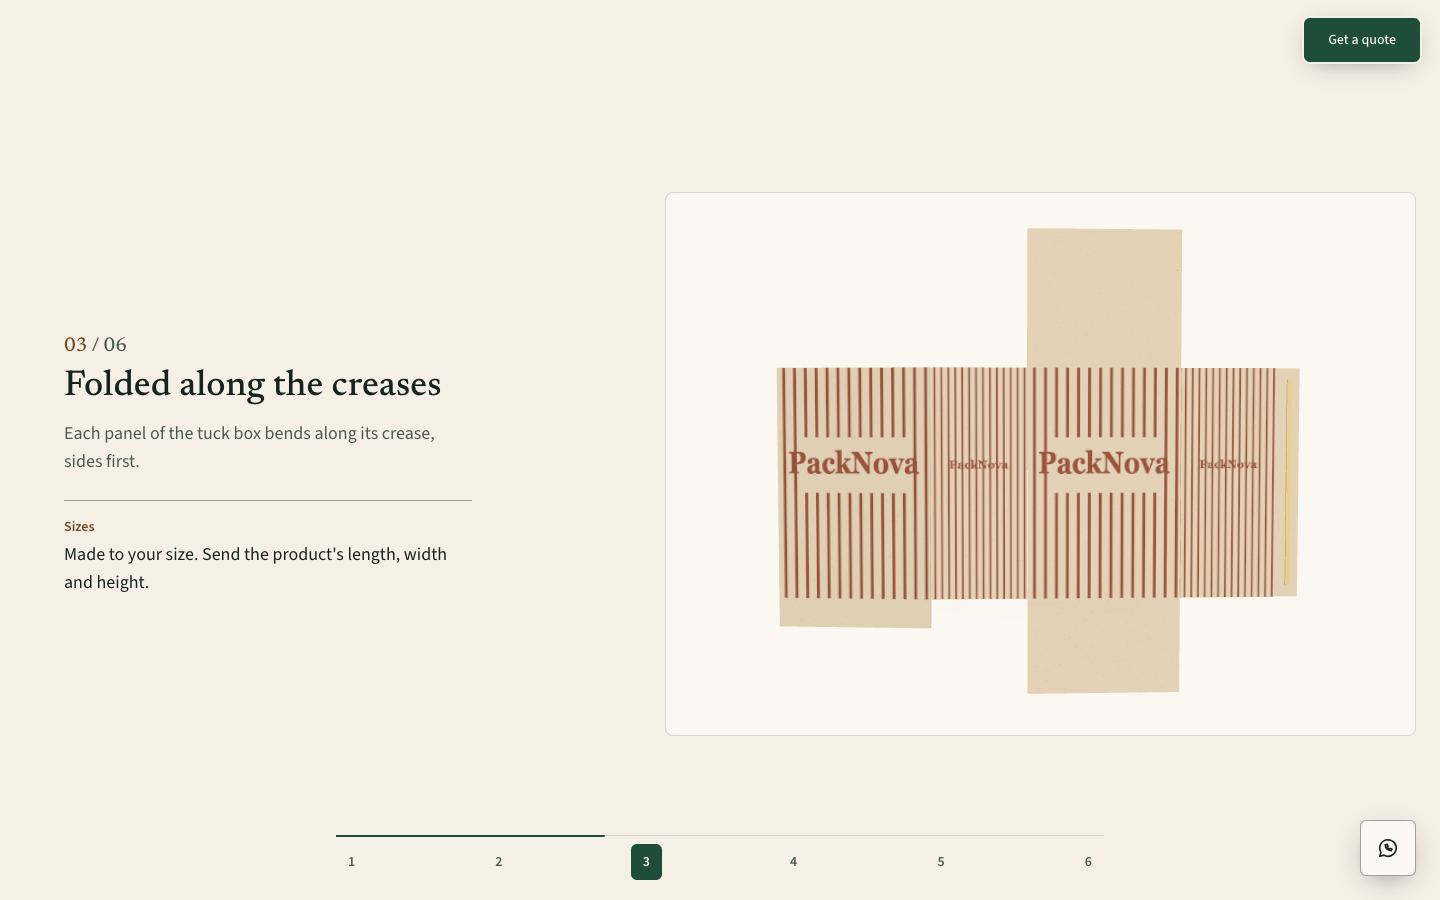 Get a quote
03 / 06
Folded along the creases
Each panel of the tuck box bends along its crease,
sides first.
Sizes
Made to your size. Send the product's length, width
and height.
PackNova PackNova PackNova PackNova
1 2 3 4 5 6